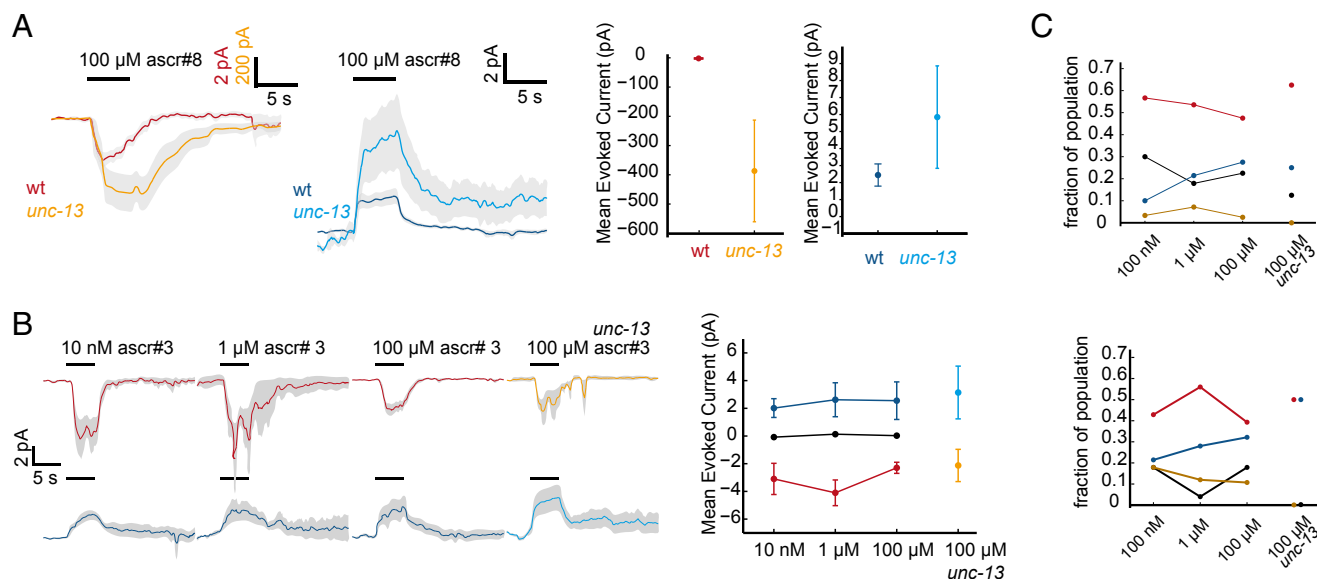 A
100 µM ascr#8
2 pA
200 pA
5 s
wt
unc-13
100 µM ascr#8
2 pA
5 s
wt
unc-13
Mean Evoked Current (pA)
0
−100
−200
−300
−400
−500
−600
wt unc-13
Mean Evoked Current (pA)
9
8
7
6
5
4
3
2
1
0
−1
wt unc-13
C
fraction of population
0.7
0.6
0.5
0.4
0.3
0.2
0.1
0
100 nM
1 µM
100 µM
100 µM
unc-13
B
unc-13
10 nM ascr#3 1 µM ascr# 3 100 µM ascr# 3 100 µM ascr#3
2 pA
5 s
Mean Evoked Current (pA)
6
4
2
0
−2
−4
−6
10 nM 1 µM 100 µM 100 µM
unc-13
fraction of population
0.7
0.6
0.5
0.4
0.3
0.2
0.1
0
100 nM
1 µM
100 µM
100 µM
unc-13